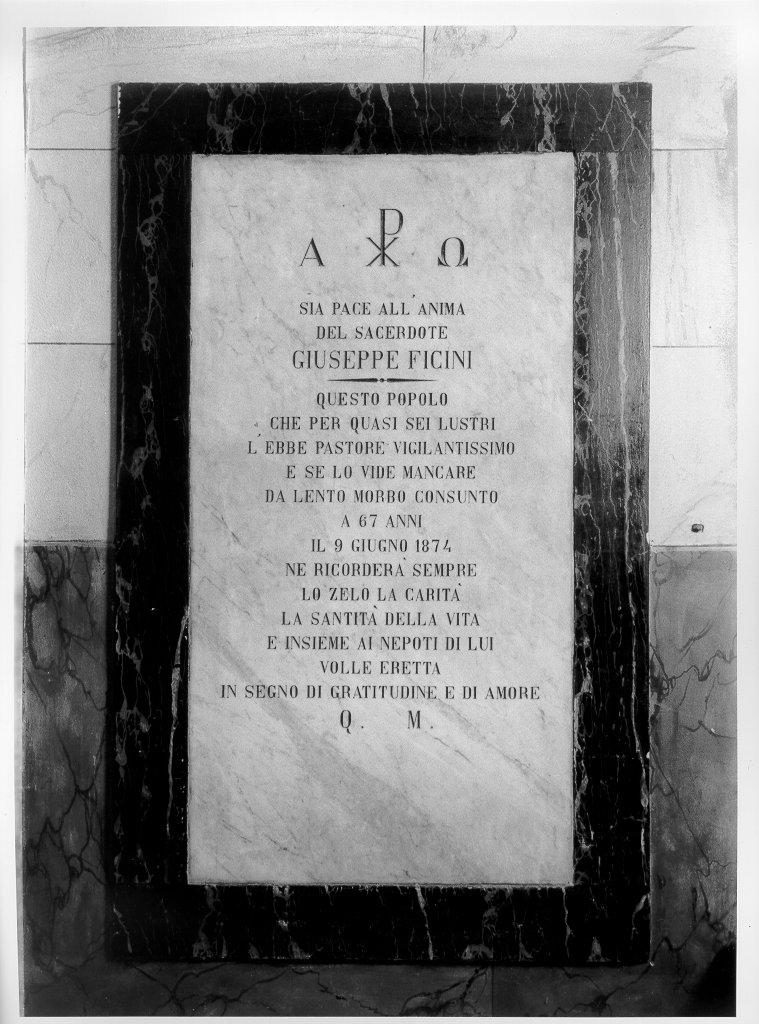 Α ☧ Ω
SIA PACE ALL'ANIMA
DEL SACERDOTE
GIUSEPPE FICINI
QUESTO POPOLO
CHE PER QUASI SEI LUSTRI
L'EBBE PASTORE VIGILANTISSIMO
E SE LO VIDE MANCARE
DA LENTO MORBO CONSUNTO
A 67 ANNI
IL 9 GIUGNO 1874
NE RICORDERÀ SEMPRE
LO ZELO LA CARITÀ
LA SANTITÀ DELLA VITA
E INSIEME AI NEPOTI DI LUI
VOLLE ERETTA
IN SEGNO DI GRATITUDINE E DI AMORE
Q. M.